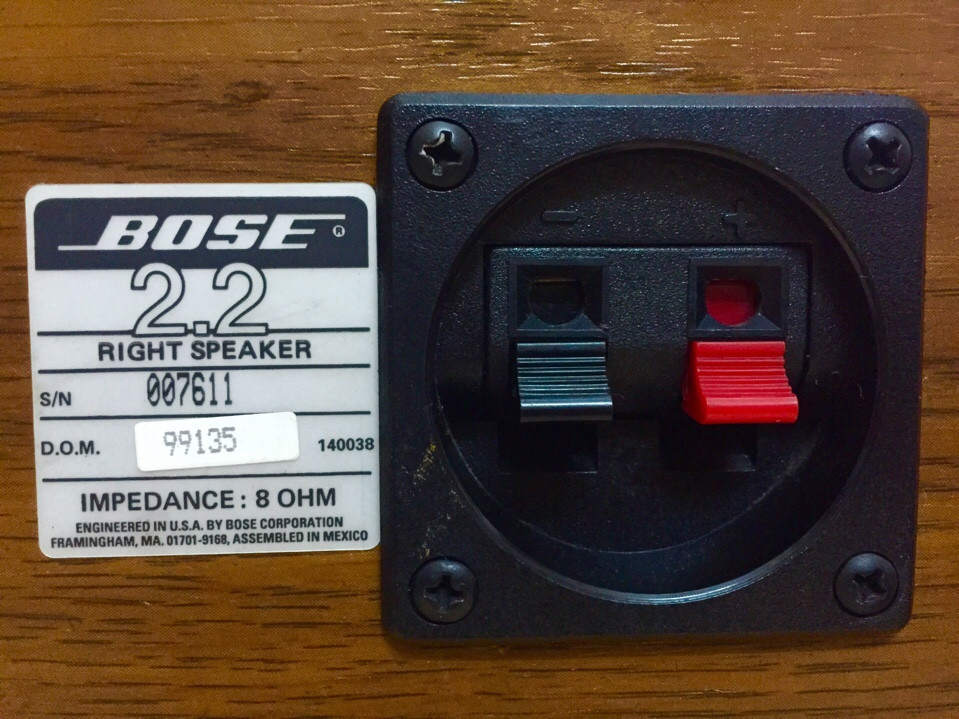 BOSE ®
2.2
RIGHT SPEAKER
S/N 007611
D.O.M. 99135 140038
IMPEDANCE: 8 OHM
ENGINEERED IN U.S.A. BY BOSE CORPORATION
FRAMINGHAM, MA. 01701-9168, ASSEMBLED IN MEXICO
− +